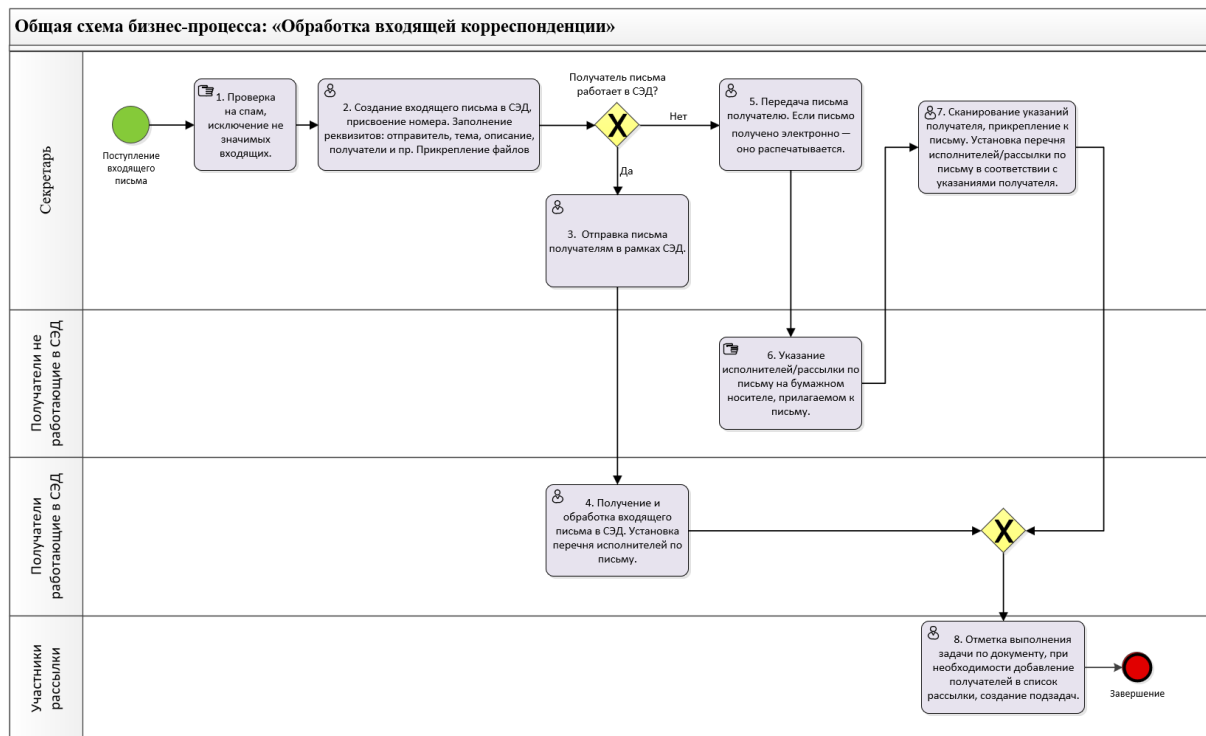 Общая схема бизнес-процесса: «Обработка входящей корреспонденции»
Секретарь
Поступление
входящего
письма
1. Проверка
на спам,
исключение не
значимых
входящих.
2. Создание входящего письма в СЭД,
присвоение номера. Заполнение
реквизитов: отправитель, тема, описание,
получатели и пр. Прикрепление файлов
Получатель письма
работает в СЭД?
Нет
Да
3. Отправка письма
получателям в рамках СЭД.
5. Передача письма
получателю. Если письмо
получено электронно —
оно распечатывается.
7. Сканирование указаний
получателя, прикрепление к
письму. Установка перечня
исполнителей/рассылки по
письму в соответствии с
указаниями получателя.
Получатели не
работающие в СЭД
6. Указание
исполнителей/рассылки по
письму на бумажном
носителе, прилагаемом к
письму.
Получатели
работающие в СЭД
4. Получение и
обработка входящего
письма в СЭД. Установка
перечня исполнителей по
письму.
Участники
рассылки
8. Отметка выполнения
задачи по документу, при
необходимости добавление
получателей в список
рассылки, создание подзадач.
Завершение